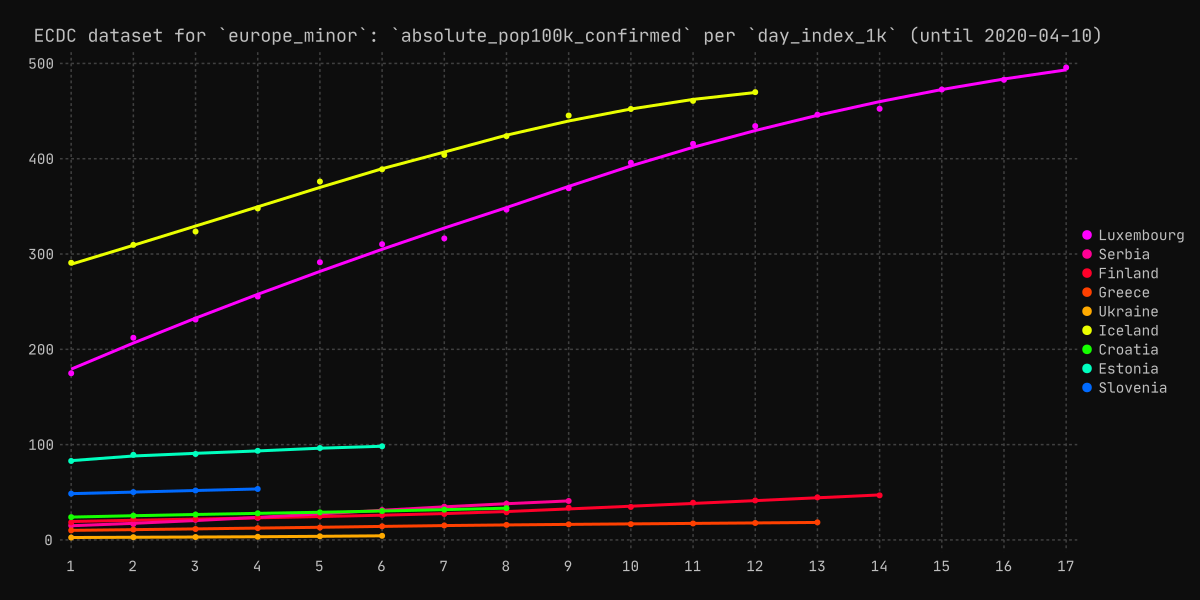 ECDC dataset for `europe_minor`: `absolute_pop100k_confirmed` per `day_index_1k` (until 2020-04-10)
500
400
300
200
100
0
1 2 3 4 5 6 7 8 9 10 11 12 13 14 15 16 17
Luxembourg
Serbia
Finland
Greece
Ukraine
Iceland
Croatia
Estonia
Slovenia